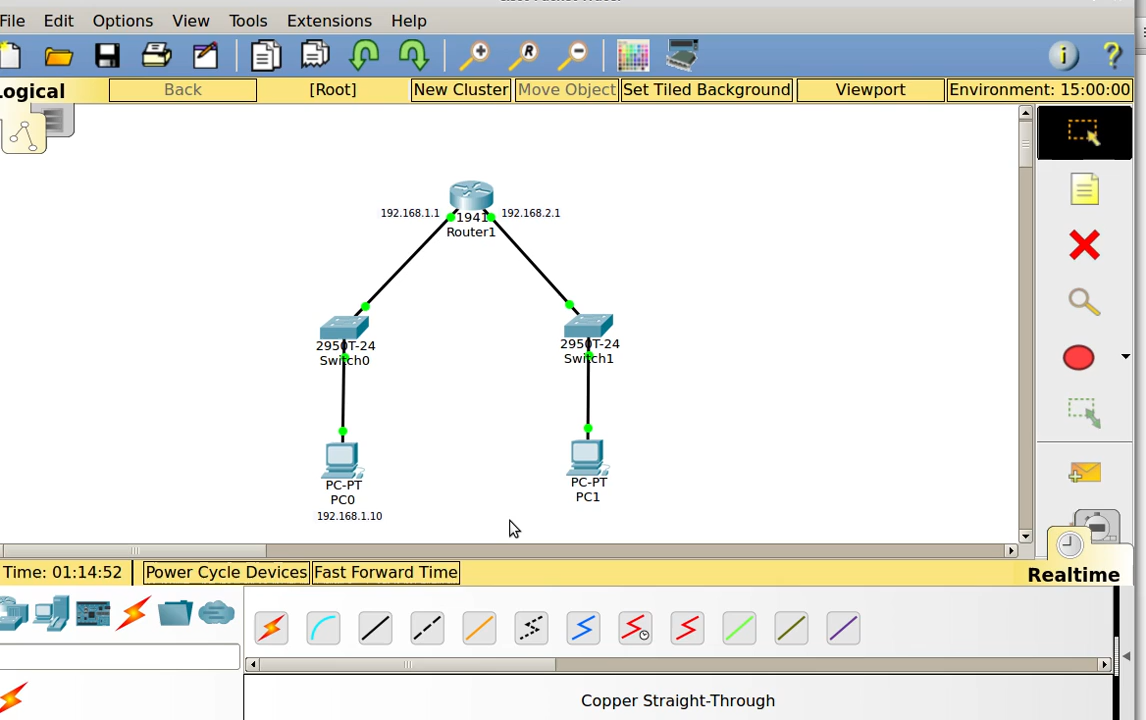 File Edit Options View Tools Extensions Help
Logical Back [Root] New Cluster Move Object Set Tiled Background Viewport Environment: 15:00:00
192.168.1.1 192.168.2.1
1941
Router1
2950T-24
Switch0
2950T-24
Switch1
PC-PT
PC0
192.168.1.10
PC-PT
PC1
Time: 01:14:52 Power Cycle Devices Fast Forward Time Realtime
Copper Straight-Through